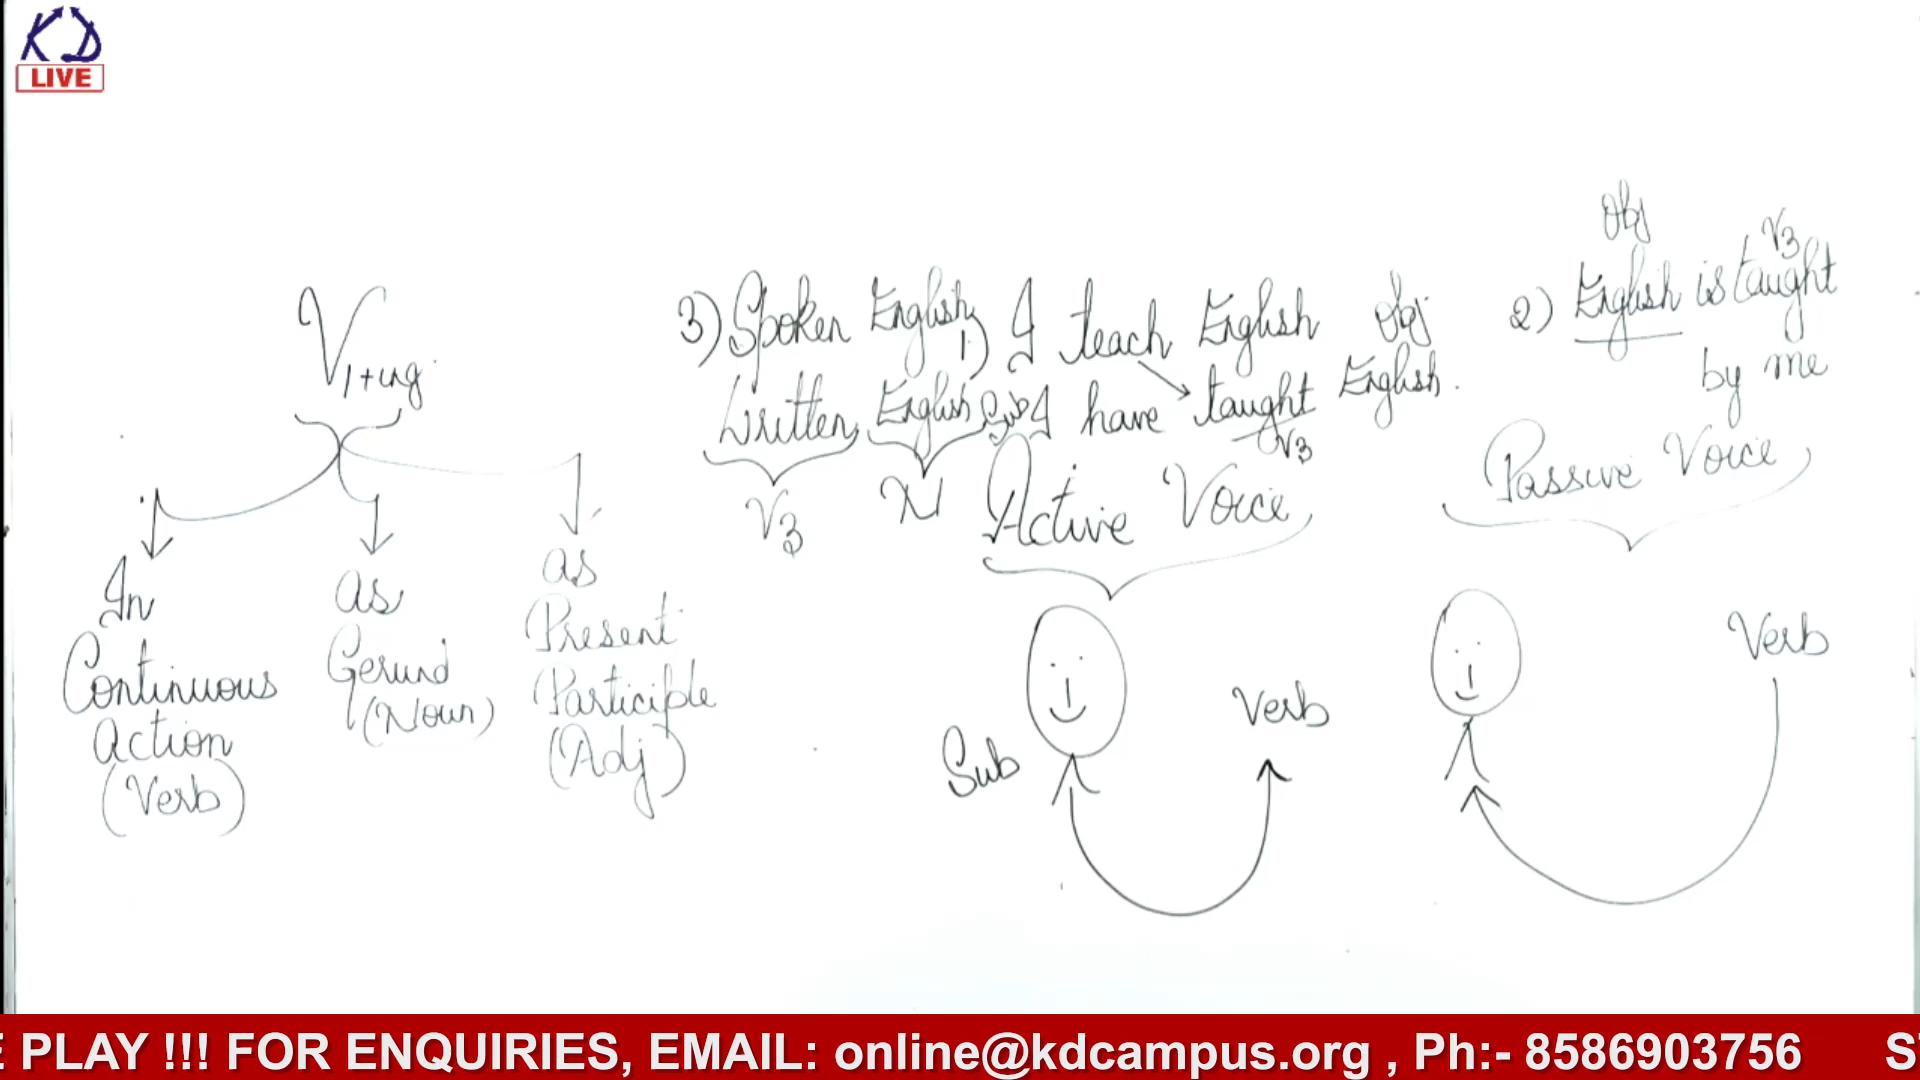 KD
LIVE
V1+ing
In
Continuous
Action
(Verb)
as
Gerund
(Noun)
as
Present
Participle
(Adj)
3) Spoken English
Written English
V3
N
1) I teach English
Sub I have taught English.
obj
V3
Active Voice
Sub
Verb
obj
V3
2) English is taught
by me
Passive Voice
Verb
E PLAY !!! FOR ENQUIRIES, EMAIL: online@kdcampus.org , Ph:- 8586903756 S